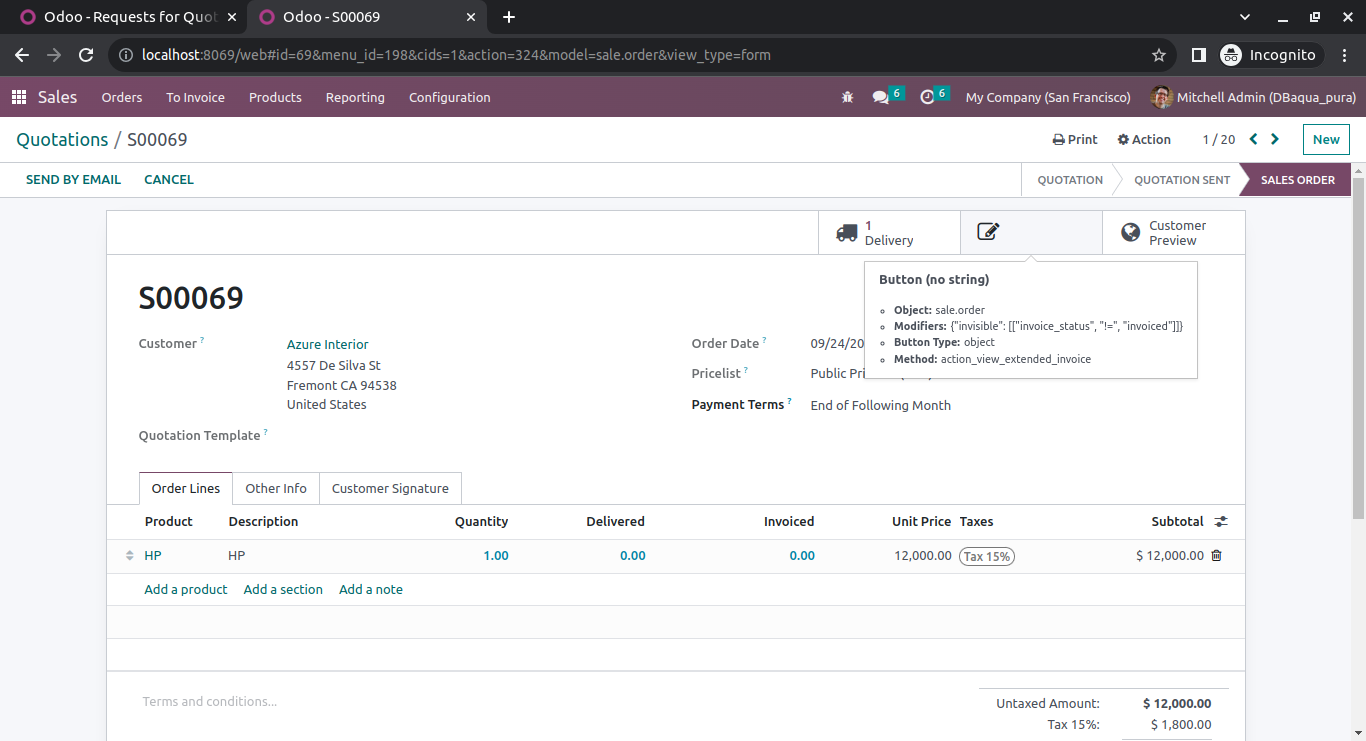 Odoo - Requests for Quot
Odoo - S00069
localhost:8069/web#id=69&menu_id=198&cids=1&action=324&model=sale.order&view_type=form
Incognito
Sales Orders To Invoice Products Reporting Configuration
6 6 My Company (San Francisco) Mitchell Admin (DBaqua_pura)
Quotations / S00069
Print Action 1 / 20 New
SEND BY EMAIL CANCEL
QUOTATION QUOTATION SENT SALES ORDER
1
Delivery
Customer
Preview
Button (no string)
Object: sale.order
Modifiers: {"invisible": [["invoice_status", "!=", "invoiced"]]}
Button Type: object
Method: action_view_extended_invoice
S00069
Customer ? Azure Interior
4557 De Silva St
Fremont CA 94538
United States
Quotation Template ?
Order Date ? 09/24/20
Pricelist ? Public Pri
Payment Terms ? End of Following Month
Order Lines Other Info Customer Signature
Product Description Quantity Delivered Invoiced Unit Price Taxes Subtotal
HP HP 1.00 0.00 0.00 12,000.00 Tax 15% $ 12,000.00
Add a product Add a section Add a note
Terms and conditions...
Untaxed Amount: $ 12,000.00
Tax 15%: $ 1,800.00